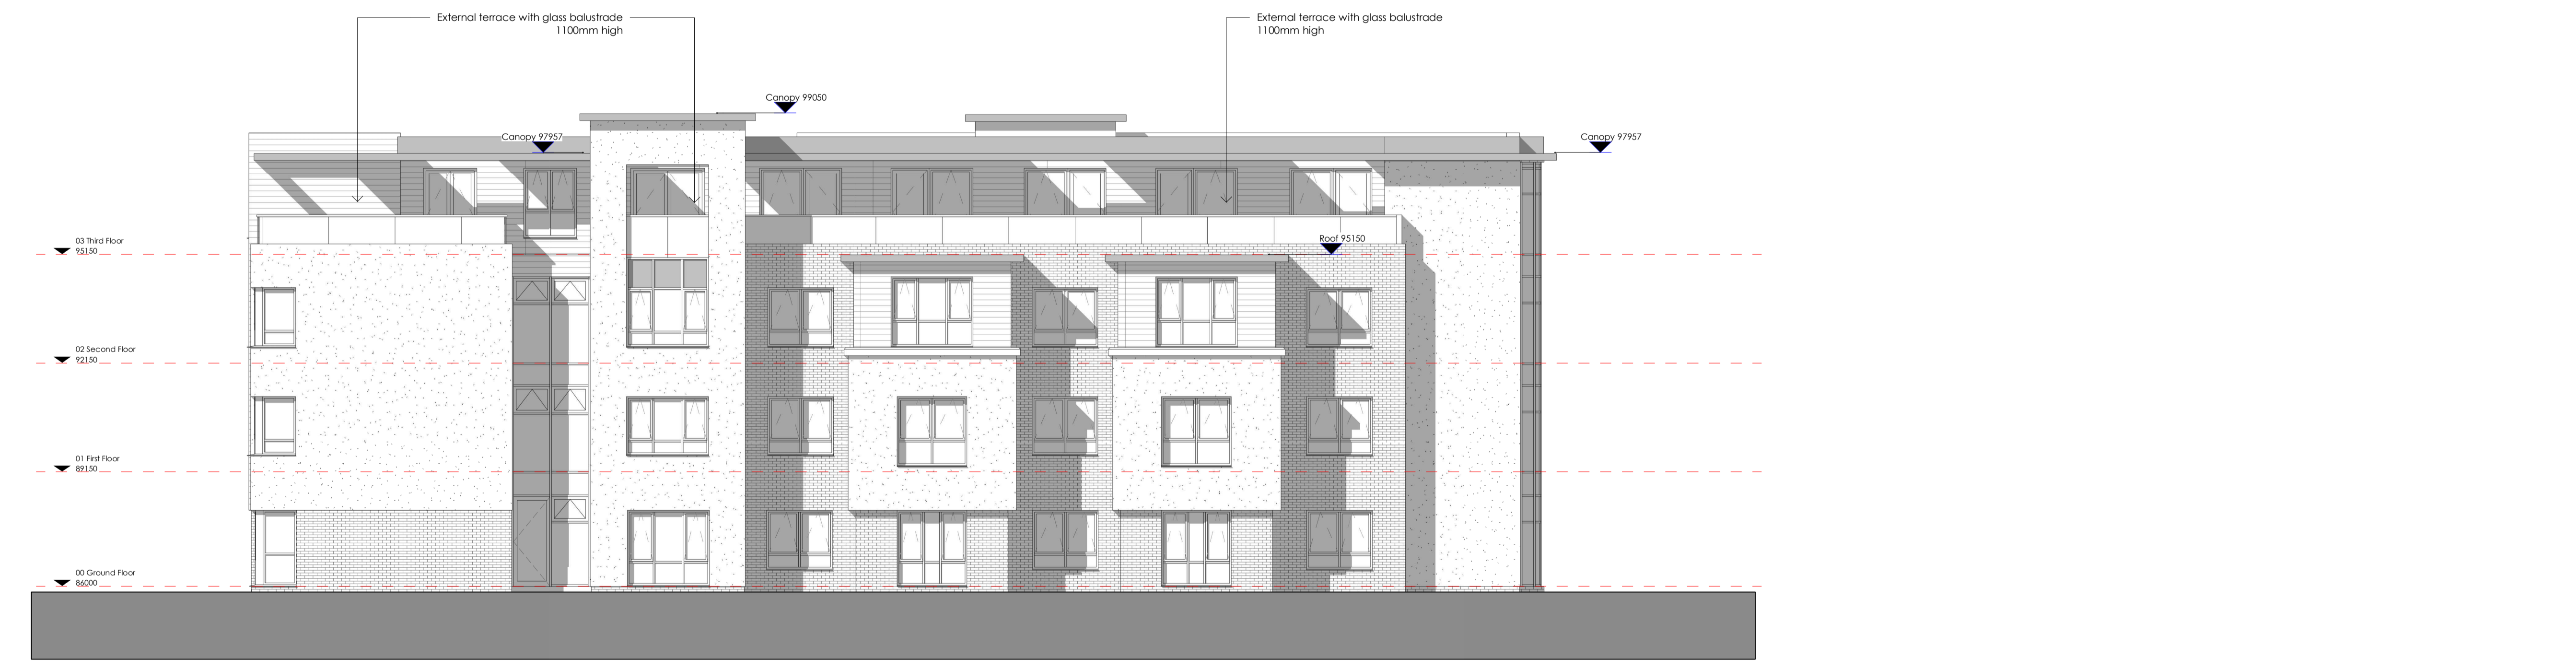 External terrace with glass balustrade
1100mm high
External terrace with glass balustrade
1100mm high
Canopy 99050
Canopy 97957
Canopy 97957
03 Third Floor
95150
Roof 95150
02 Second Floor
92150
01 First Floor
89150
00 Ground Floor
86000